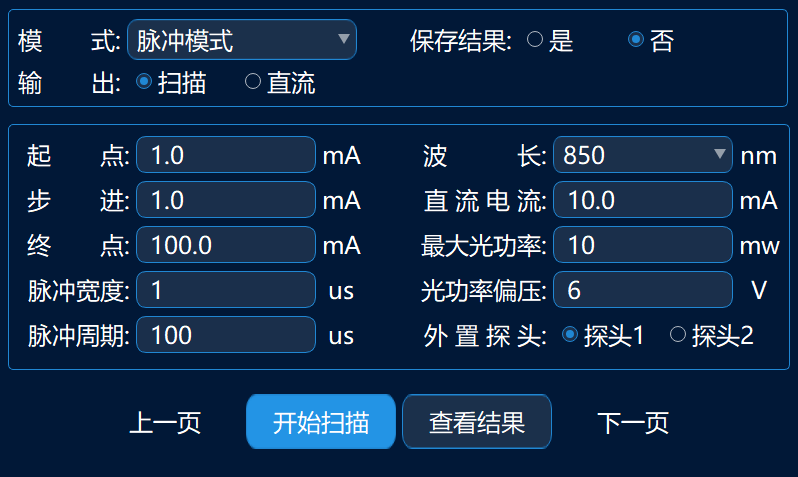 模 式: 脉冲模式 保存结果: 是 否
输 出: 扫描 直流
起 点: 1.0 mA 波 长: 850 nm
步 进: 1.0 mA 直流电流: 10.0 mA
终 点: 100.0 mA 最大光功率: 10 mw
脉冲宽度: 1 us 光功率偏压: 6 V
脉冲周期: 100 us 外置探头: 探头1 探头2
上一页 开始扫描 查看结果 下一页